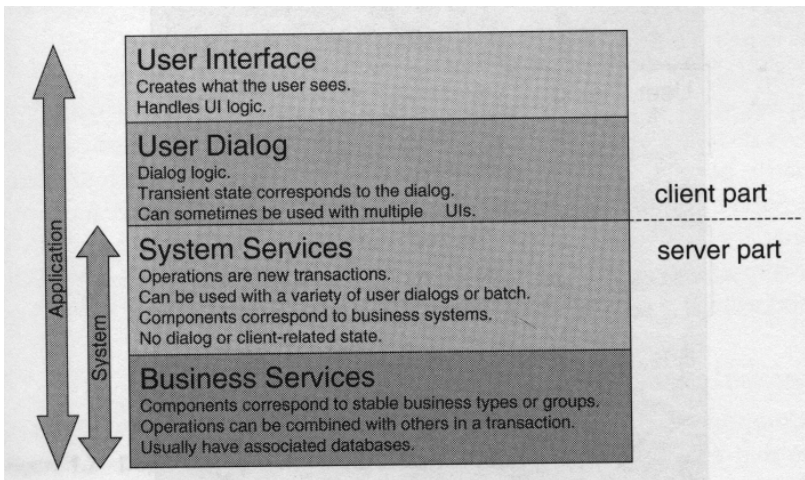 User Interface
Creates what the user sees.
Handles UI logic.
User Dialog
Dialog logic.
Transient state corresponds to the dialog.
Can sometimes be used with multiple UIs.
client part
server part
System Services
Operations are new transactions.
Can be used with a variety of user dialogs or batch.
Components correspond to business systems.
No dialog or client-related state.
Business Services
Components correspond to stable business types or groups.
Operations can be combined with others in a transaction.
Usually have associated databases.
Application
System